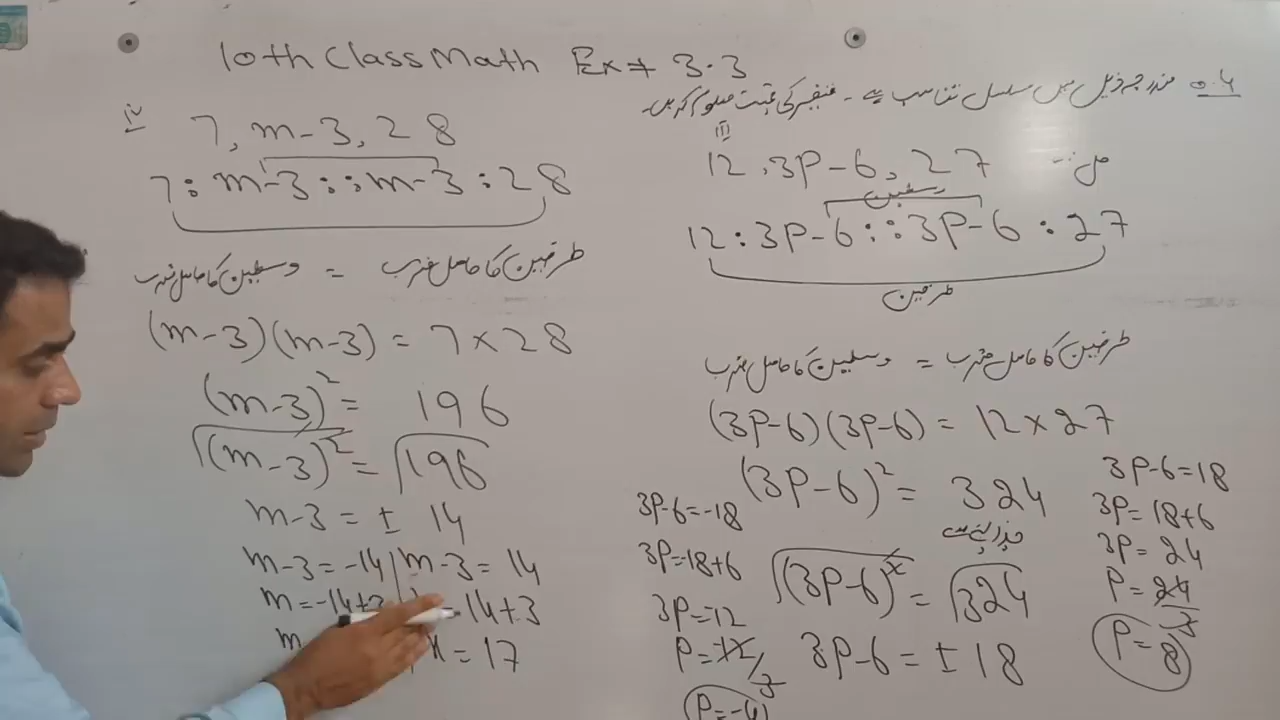 10th Class Math Ex # 3.3
Q.4 مندرجہ ذیل میں مسلسل تناسب ہے۔ متغیر کی قیمت معلوم کریں۔
iii
12, 3P-6, 27 حل:-
وسطین
12 : 3P-6 :: 3P-6 : 27
طرفین
طرفین کا حاصل ضرب = وسطین کا حاصل ضرب
(3P-6)(3P-6) = 12 × 27
(3P-6)² = 324
جذر لینے سے
√(3P-6)² = √324
3P-6 = ± 18
3P-6=18
3P= 18+6
3P= 24
P= 24/3
P= 8
3P-6=-18
3P=-18+6
3P=-12
P=-12/3
P=-4
iv
7, m-3, 28
7 : m-3 :: m-3 : 28
طرفین کا حاصل ضرب = وسطین کا حاصل ضرب
(m-3)(m-3) = 7 × 28
(m-3)² = 196
√(m-3)² = √196
m-3 = ± 14
m-3 = -14 | m-3 = 14
m=-14+3 14+3
m = 17